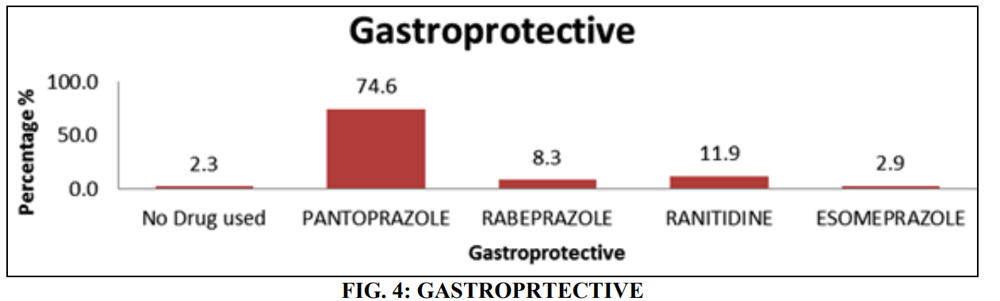 Gastroprotective
Percentage %
100.0
50.0
0.0
2.3
74.6
8.3
11.9
2.9
No Drug used PANTOPRAZOLE RABEPRAZOLE RANITIDINE ESOMEPRAZOLE
Gastroprotective
FIG. 4: GASTROPRTECTIVE